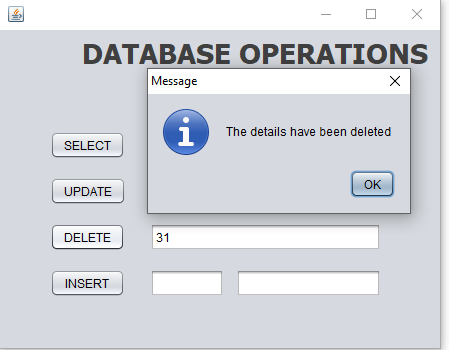 DATABASE OPERATIONS
Message
The details have been deleted
OK
SELECT
UPDATE
DELETE 31
INSERT